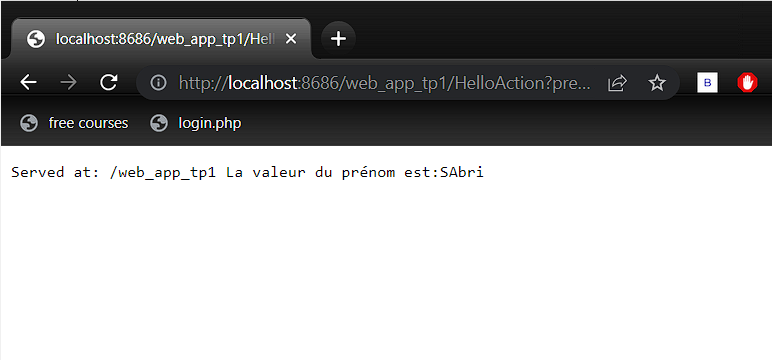 localhost:8686/web_app_tp1/Hell
http://localhost:8686/web_app_tp1/HelloAction?pre...
B
free courses
login.php
Served at: /web_app_tp1 La valeur du prénom est:SAbri